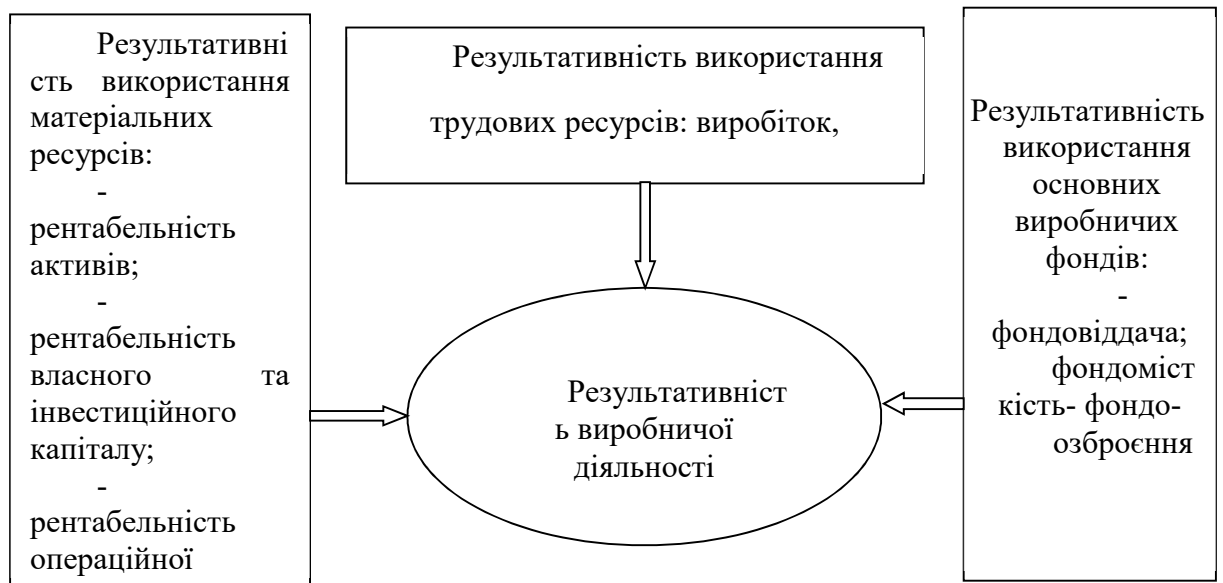 Результативні
сть використання
матеріальних
ресурсів:
-
рентабельність
активів;
-
рентабельність
власного та
інвестиційного
капіталу;
-
рентабельність
операційної
Результативність використання
трудових ресурсів: виробіток,
Результативність
використання
основних
виробничих
фондів:
-
фондовіддача;
фондоміст
кість- фондо-
озброєння
Результативніст
ь виробничої
діяльності